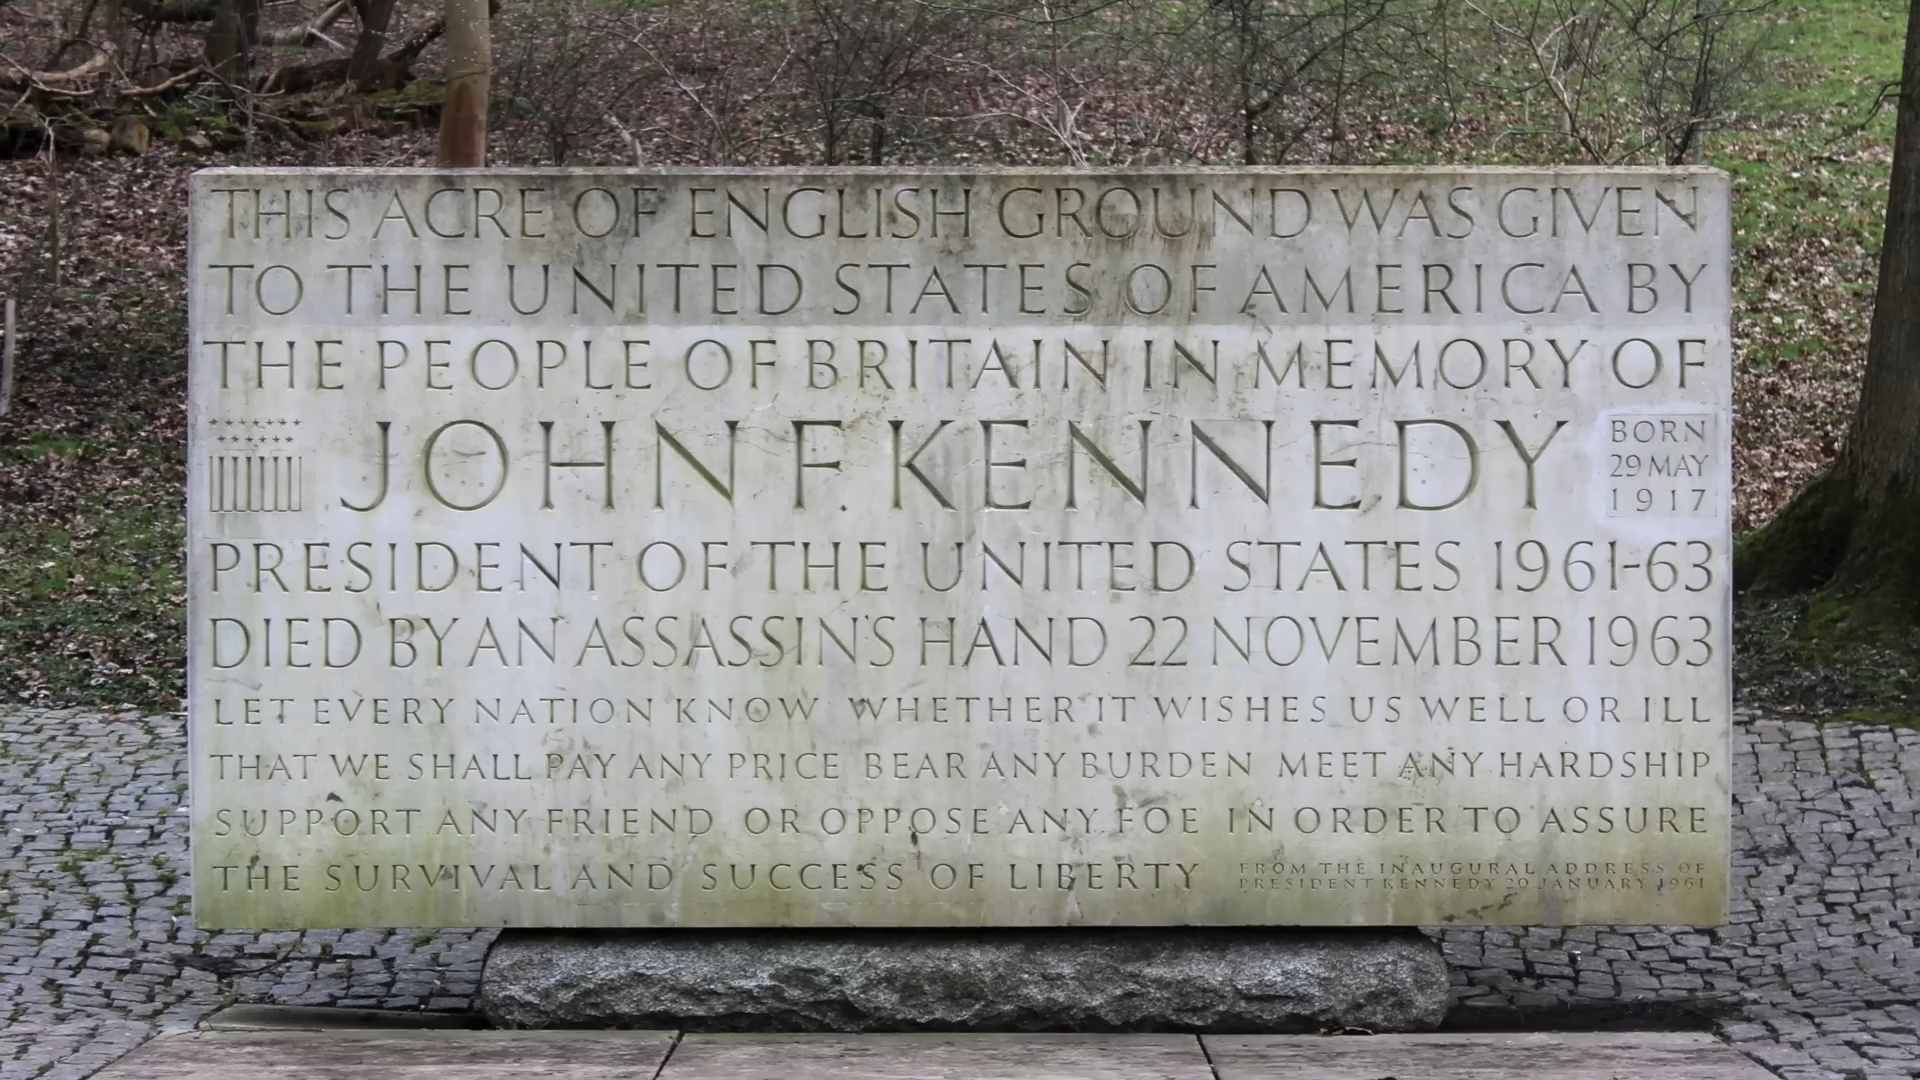 THIS ACRE OF ENGLISH GROUND WAS GIVEN
TO THE UNITED STATES OF AMERICA BY
THE PEOPLE OF BRITAIN IN MEMORY OF
JOHN F. KENNEDY
BORN
29 MAY
1917
PRESIDENT OF THE UNITED STATES 1961-63
DIED BY AN ASSASSIN'S HAND 22 NOVEMBER 1963
LET EVERY NATION KNOW WHETHER IT WISHES US WELL OR ILL
THAT WE SHALL PAY ANY PRICE BEAR ANY BURDEN MEET ANY HARDSHIP
SUPPORT ANY FRIEND OR OPPOSE ANY FOE IN ORDER TO ASSURE
THE SURVIVAL AND SUCCESS OF LIBERTY
FROM THE INAUGURAL ADDRESS OF
PRESIDENT KENNEDY 20 JANUARY 1961